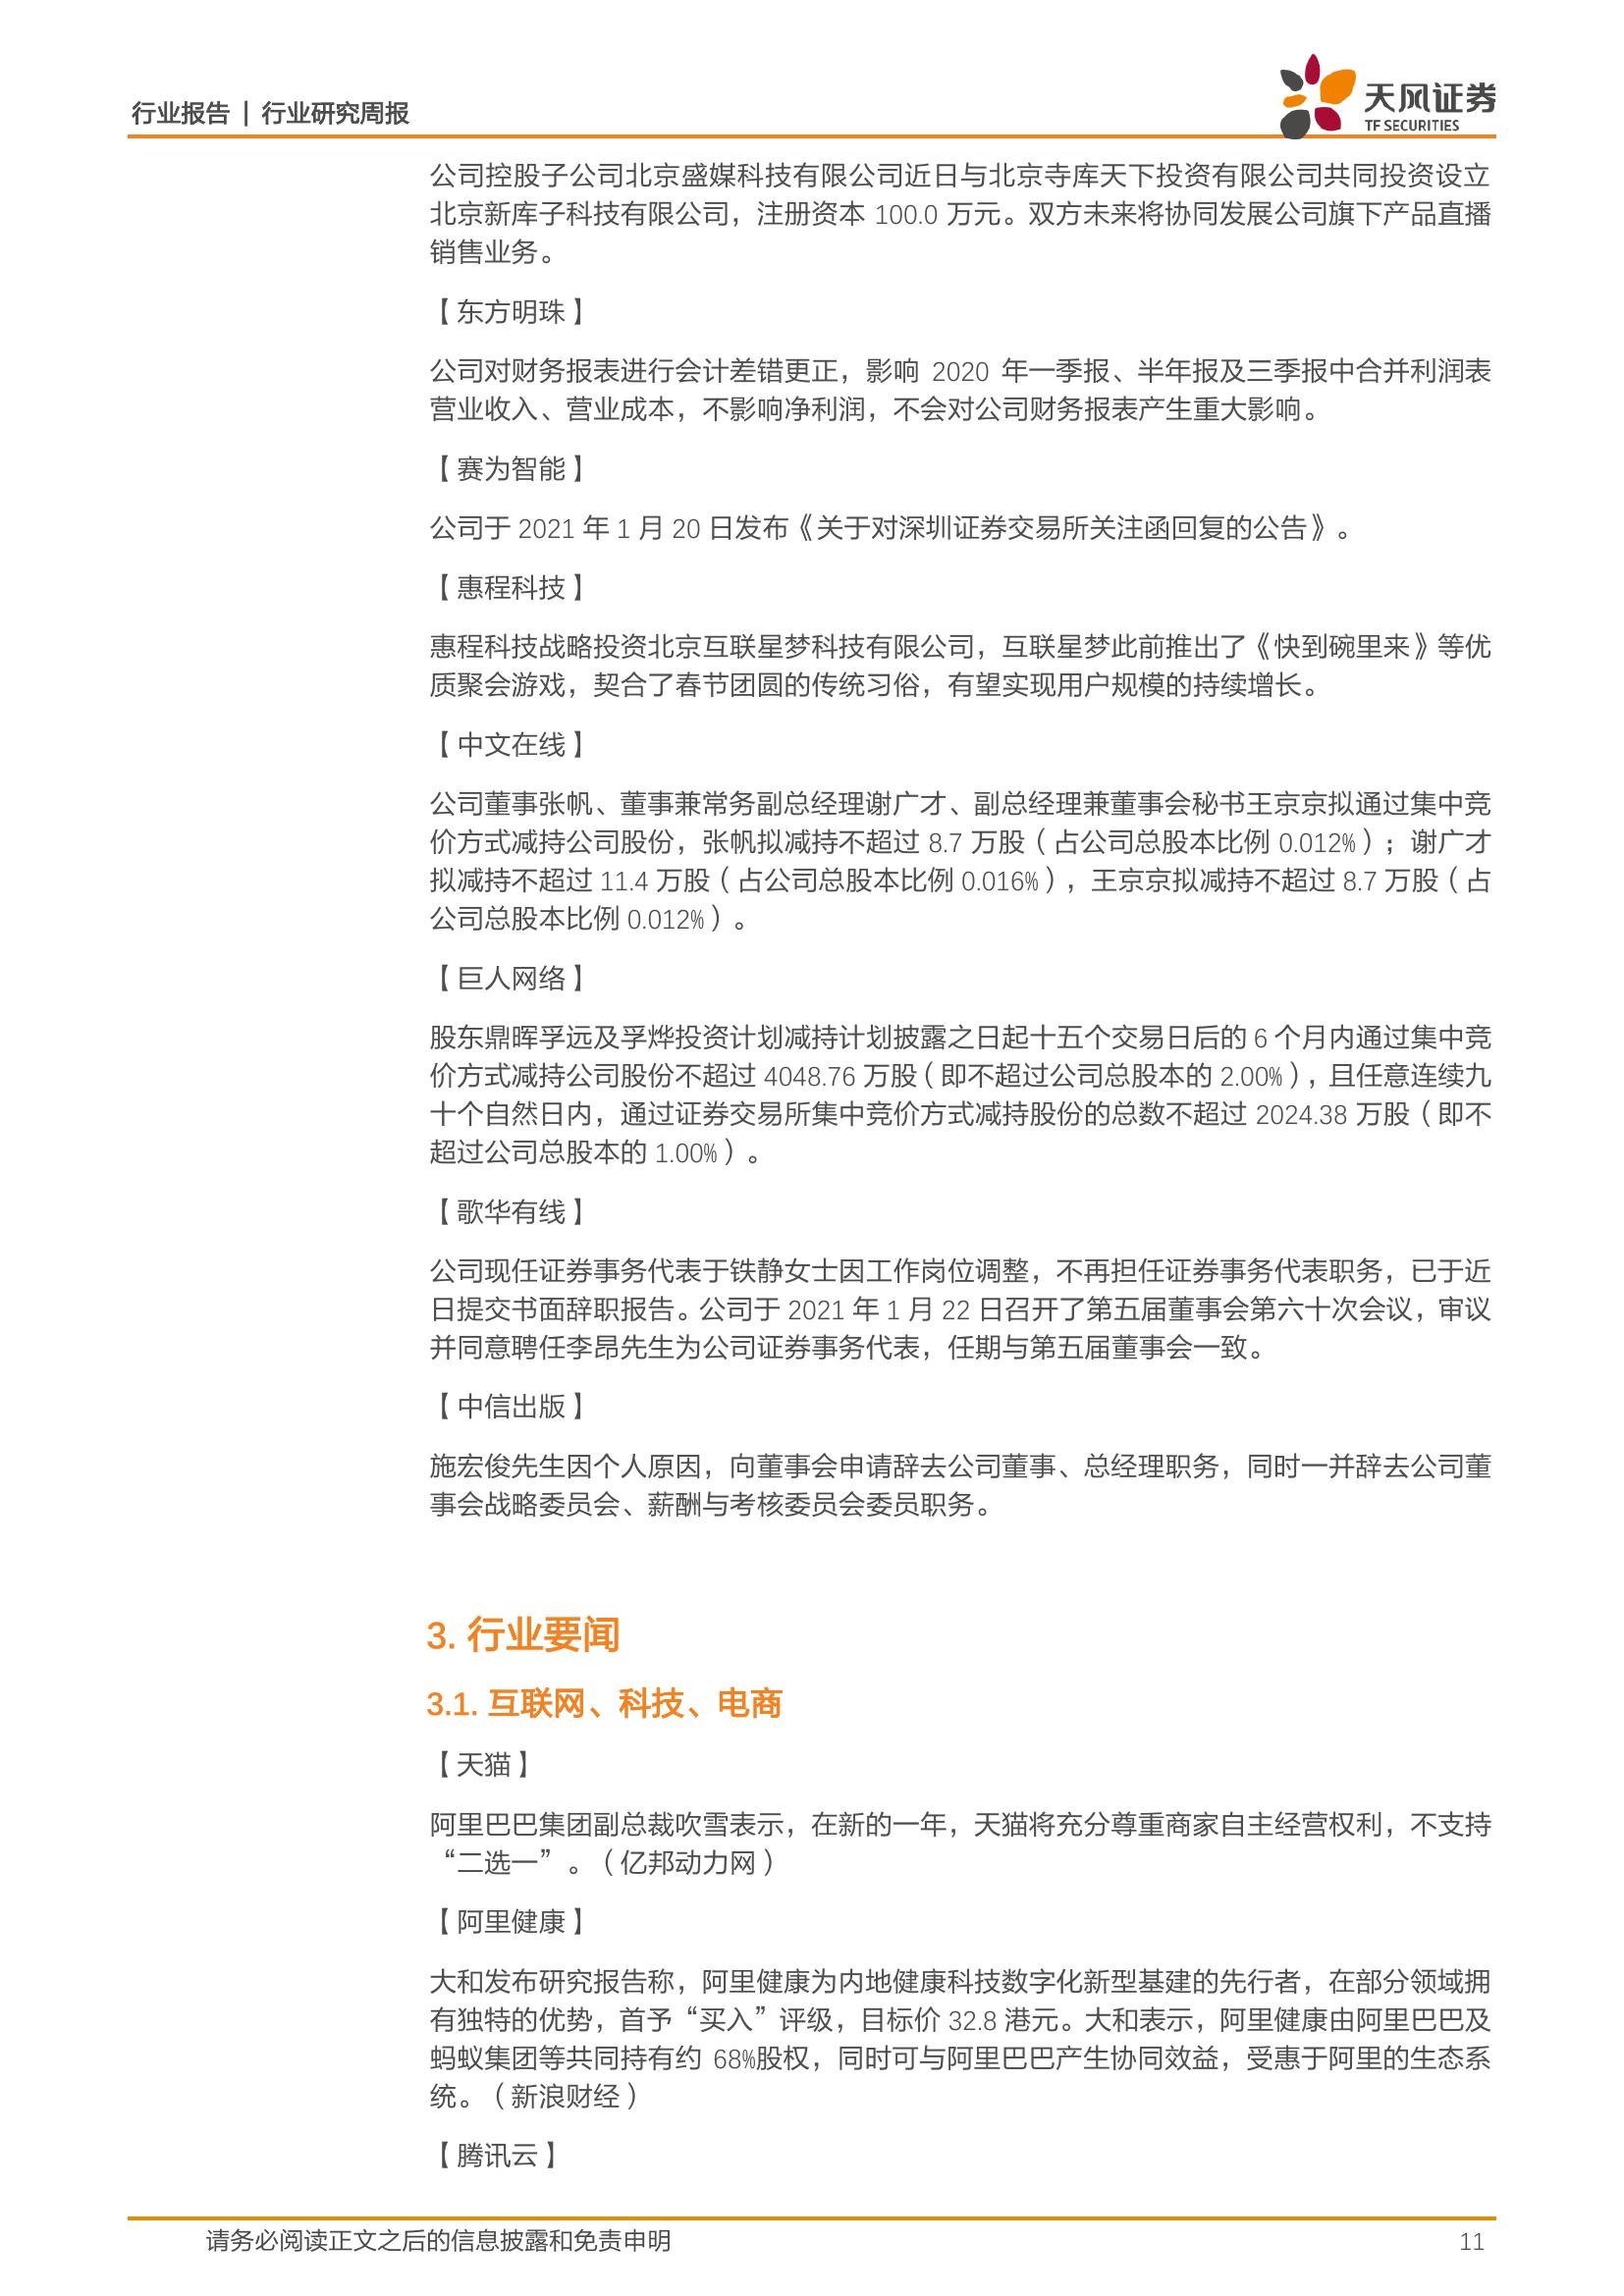 行业报告 | 行业研究周报
天风证券
TF SECURITIES
公司控股子公司北京盛媒科技有限公司近日与北京寺库天下投资有限公司共同投资设立
北京新库子科技有限公司，注册资本 100.0 万元。双方未来将协同发展公司旗下产品直播
销售业务。
【东方明珠】
公司对财务报表进行会计差错更正，影响 2020 年一季报、半年报及三季报中合并利润表
营业收入、营业成本，不影响净利润，不会对公司财务报表产生重大影响。
【赛为智能】
公司于 2021 年 1 月 20 日发布《关于对深圳证券交易所关注函回复的公告》。
【惠程科技】
惠程科技战略投资北京互联星梦科技有限公司，互联星梦此前推出了《快到碗里来》等优
质聚会游戏，契合了春节团圆的传统习俗，有望实现用户规模的持续增长。
【中文在线】
公司董事张帆、董事兼常务副总经理谢广才、副总经理兼董事会秘书王京京拟通过集中竞
价方式减持公司股份，张帆拟减持不超过 8.7 万股（占公司总股本比例 0.012%）；谢广才
拟减持不超过 11.4 万股（占公司总股本比例 0.016%），王京京拟减持不超过 8.7 万股（占
公司总股本比例 0.012%）。
【巨人网络】
股东鼎晖孚远及孚烨投资计划减持计划披露之日起十五个交易日后的 6 个月内通过集中竞
价方式减持公司股份不超过 4048.76 万股（即不超过公司总股本的 2.00%），且任意连续九
十个自然日内，通过证券交易所集中竞价方式减持股份的总数不超过 2024.38 万股（即不
超过公司总股本的 1.00%）。
【歌华有线】
公司现任证券事务代表于铁静女士因工作岗位调整，不再担任证券事务代表职务，已于近
日提交书面辞职报告。公司于 2021 年 1 月 22 日召开了第五届董事会第六十次会议，审议
并同意聘任李昂先生为公司证券事务代表，任期与第五届董事会一致。
【中信出版】
施宏俊先生因个人原因，向董事会申请辞去公司董事、总经理职务，同时一并辞去公司董
事会战略委员会、薪酬与考核委员会委员职务。
3. 行业要闻
3.1. 互联网、科技、电商
【天猫】
阿里巴巴集团副总裁吹雪表示，在新的一年，天猫将充分尊重商家自主经营权利，不支持
“二选一”。（亿邦动力网）
【阿里健康】
大和发布研究报告称，阿里健康为内地健康科技数字化新型基建的先行者，在部分领域拥
有独特的优势，首予“买入”评级，目标价 32.8 港元。大和表示，阿里健康由阿里巴巴及
蚂蚁集团等共同持有约 68%股权，同时可与阿里巴巴产生协同效益，受惠于阿里的生态系
统。（新浪财经）
【腾讯云】
请务必阅读正文之后的信息披露和免责申明
11